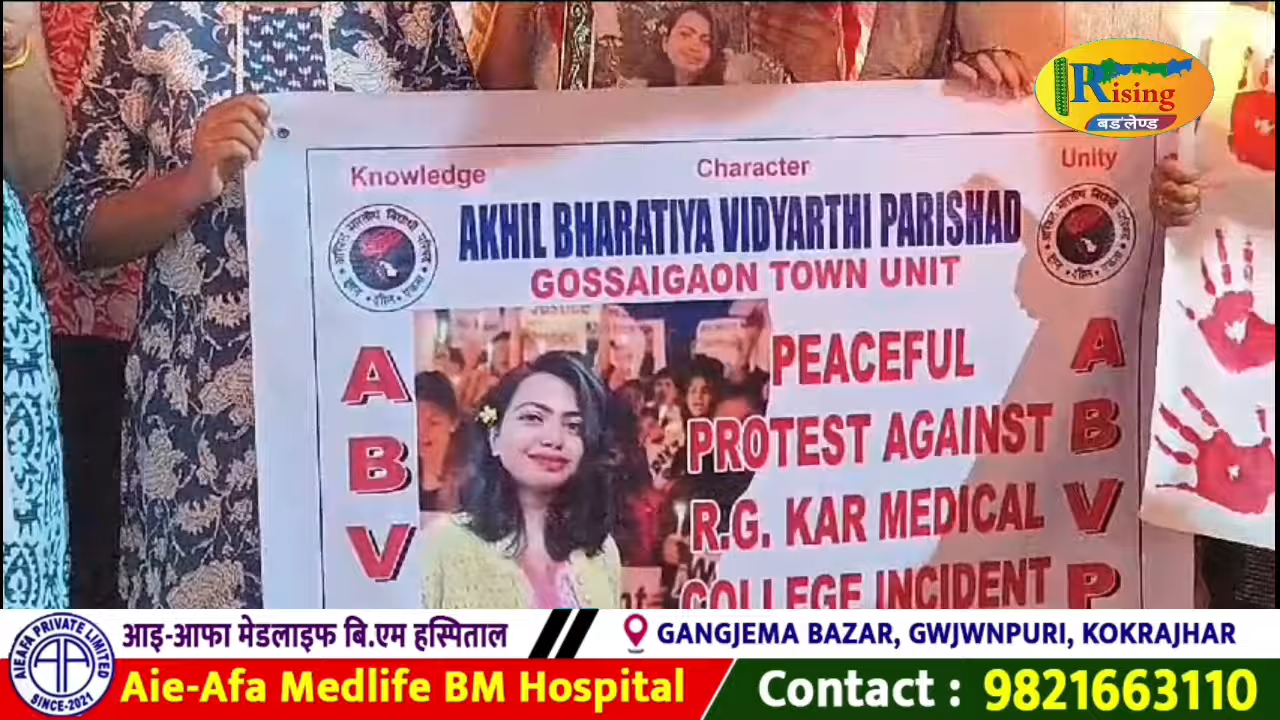 Rising
बड'लेण्ड
Knowledge Character Unity
AKHIL BHARATIYA VIDYARTHI PARISHAD
GOSSAIGAON TOWN UNIT
Justice
A
B
V
PEACEFUL
PROTEST AGAINST
R.G. KAR MEDICAL
COLLEGE INCIDENT
A
B
V
P
AIEAFA PRIVATE LIMITED
SINCE-2021
आइ-आफा मेडलाइफ बि.एम हस्पिताल
GANGJEMA BAZAR, GWJWNPURI, KOKRAJHAR
Aie-Afa Medlife BM Hospital
Contact : 9821663110